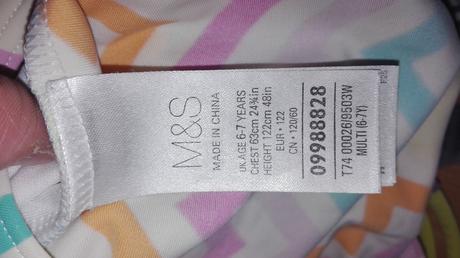 M&S
MADE IN CHINA
UK AGE 6-7 YEARS
CHEST 63cm 24¾in
HEIGHT 122cm 48in
EUR • 122
CN • 120/60
09988828
T74 00026/9503W
MULTI (6-7Y)